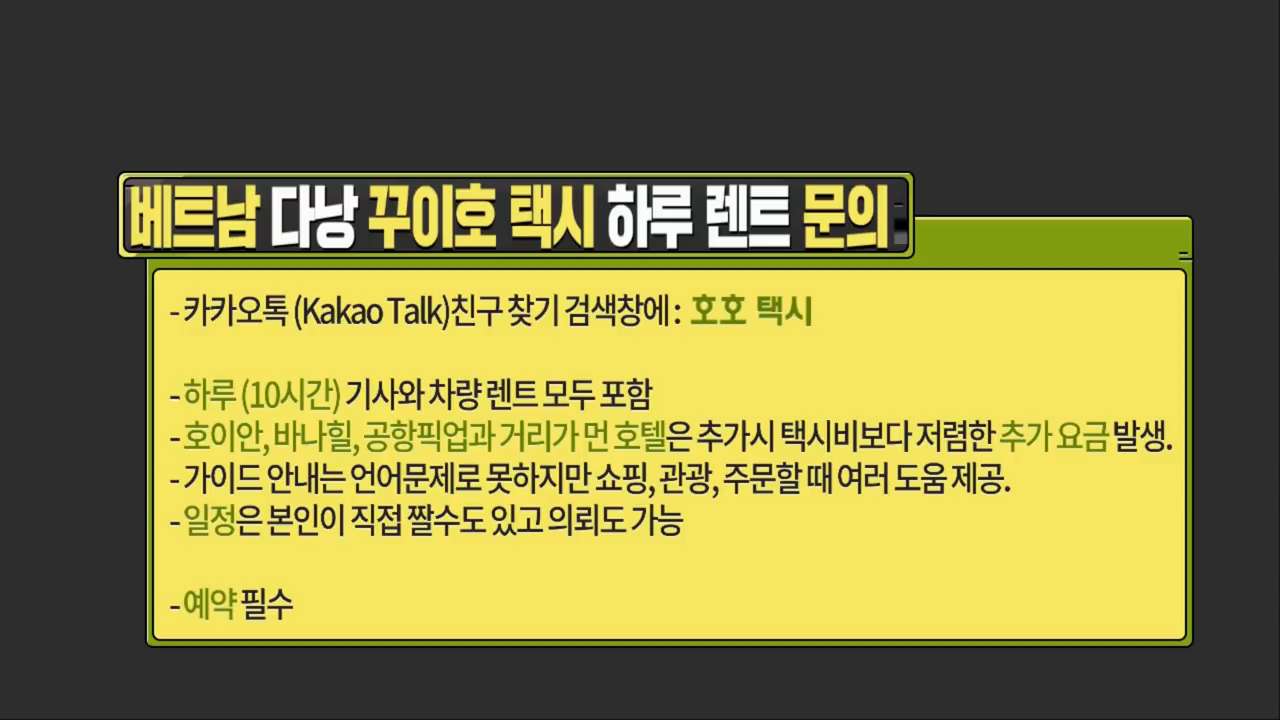 베트남 다낭 꾸이호 택시 하루 렌트 문의
- 카카오톡 (Kakao Talk)친구 찾기 검색창에 : 호호 택시
- 하루 (10시간) 기사와 차량 렌트 모두 포함
- 호이안, 바나힐, 공항픽업과 거리가 먼 호텔은 추가시 택시비보다 저렴한 추가 요금 발생.
- 가이드 안내는 언어문제로 못하지만 쇼핑, 관광, 주문할 때 여러 도움 제공.
- 일정은 본인이 직접 짤수도 있고 의뢰도 가능
- 예약 필수